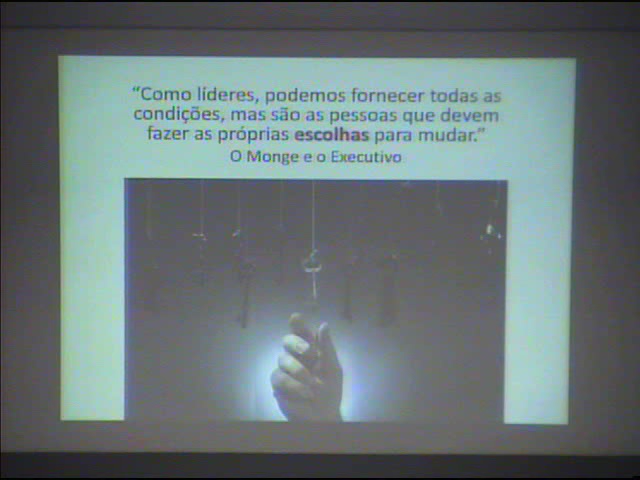 “Como líderes, podemos fornecer todas as
condições, mas são as pessoas que devem
fazer as próprias escolhas para mudar.”
O Monge e o Executivo